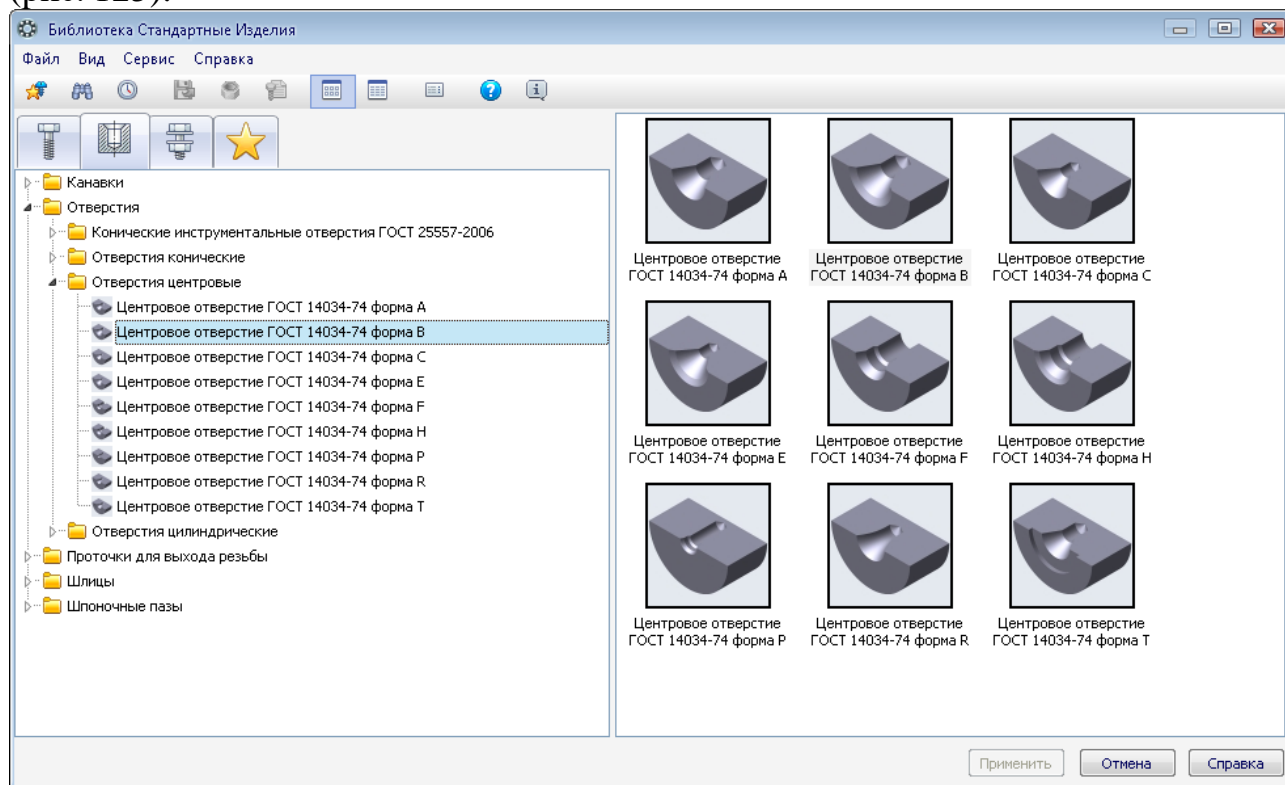 (рис. 125).
Библиотека Стандартные Изделия
Файл Вид Сервис Справка
Канавки
Отверстия
Конические инструментальные отверстия ГОСТ 25557-2006
Отверстия конические
Отверстия центровые
Центровое отверстие ГОСТ 14034-74 форма A
Центровое отверстие ГОСТ 14034-74 форма B
Центровое отверстие ГОСТ 14034-74 форма C
Центровое отверстие ГОСТ 14034-74 форма E
Центровое отверстие ГОСТ 14034-74 форма F
Центровое отверстие ГОСТ 14034-74 форма H
Центровое отверстие ГОСТ 14034-74 форма P
Центровое отверстие ГОСТ 14034-74 форма R
Центровое отверстие ГОСТ 14034-74 форма T
Отверстия цилиндрические
Проточки для выхода резьбы
Шлицы
Шпоночные пазы
Центровое отверстие
ГОСТ 14034-74 форма A
Центровое отверстие
ГОСТ 14034-74 форма B
Центровое отверстие
ГОСТ 14034-74 форма C
Центровое отверстие
ГОСТ 14034-74 форма E
Центровое отверстие
ГОСТ 14034-74 форма F
Центровое отверстие
ГОСТ 14034-74 форма H
Центровое отверстие
ГОСТ 14034-74 форма P
Центровое отверстие
ГОСТ 14034-74 форма R
Центровое отверстие
ГОСТ 14034-74 форма T
Применить
Отмена
Справка